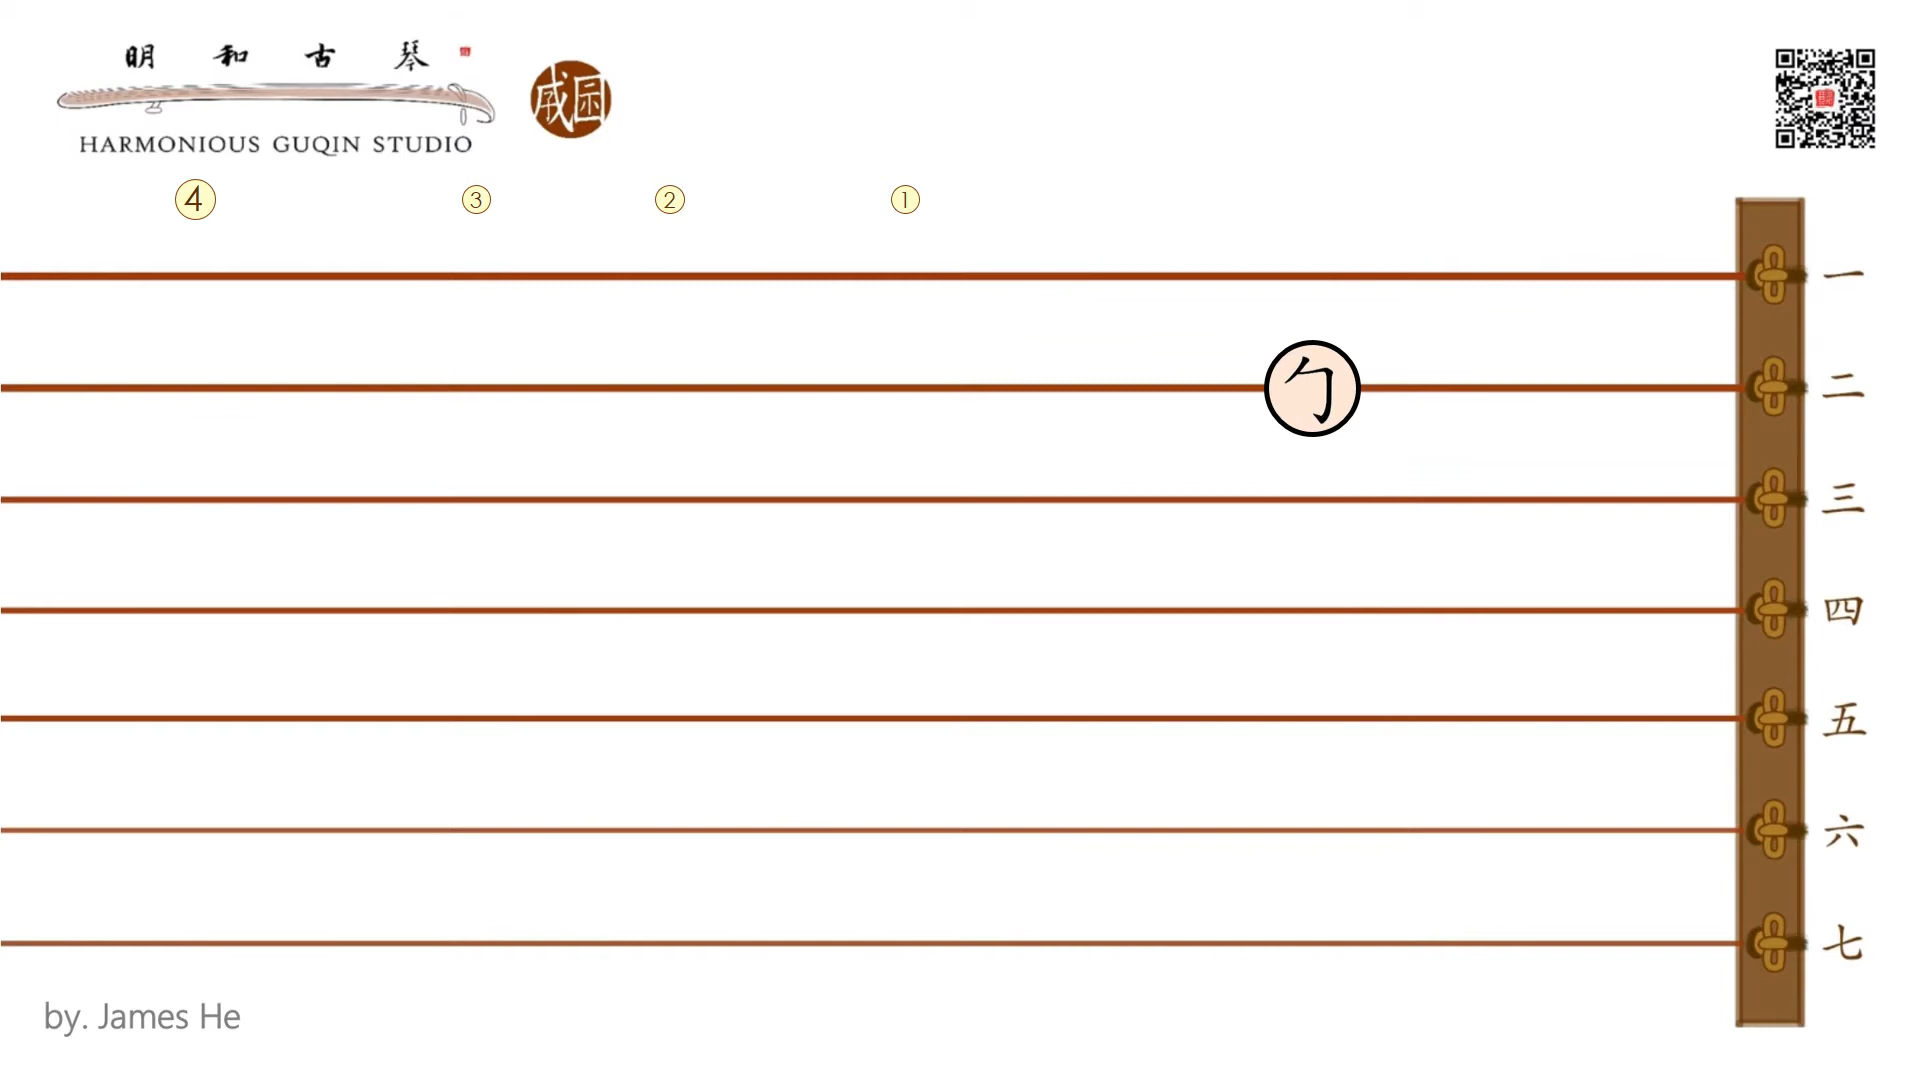 明和古琴
HARMONIOUS GUQIN STUDIO
④ ③ ② ①
一
勹
二
三
四
五
六
七
by. James He